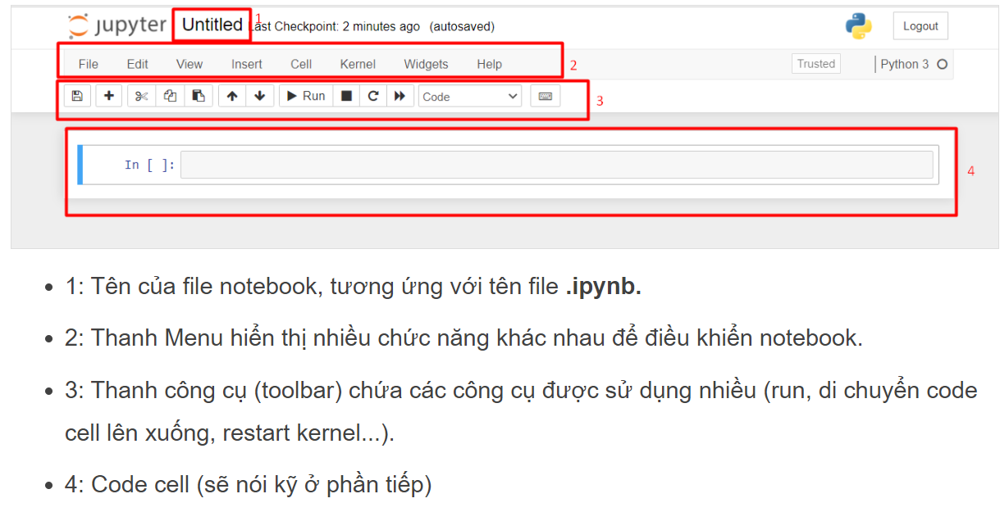 jupyter Untitled 1 Last Checkpoint: 2 minutes ago (autosaved) Logout
File Edit View Insert Cell Kernel Widgets Help 2 Trusted Python 3
Run Code 3
In [ ]: 4
1: Tên của file notebook, tương ứng với tên file .ipynb.
2: Thanh Menu hiển thị nhiều chức năng khác nhau để điều khiển notebook.
3: Thanh công cụ (toolbar) chứa các công cụ được sử dụng nhiều (run, di chuyển code
cell lên xuống, restart kernel...).
4: Code cell (sẽ nói kỹ ở phần tiếp)